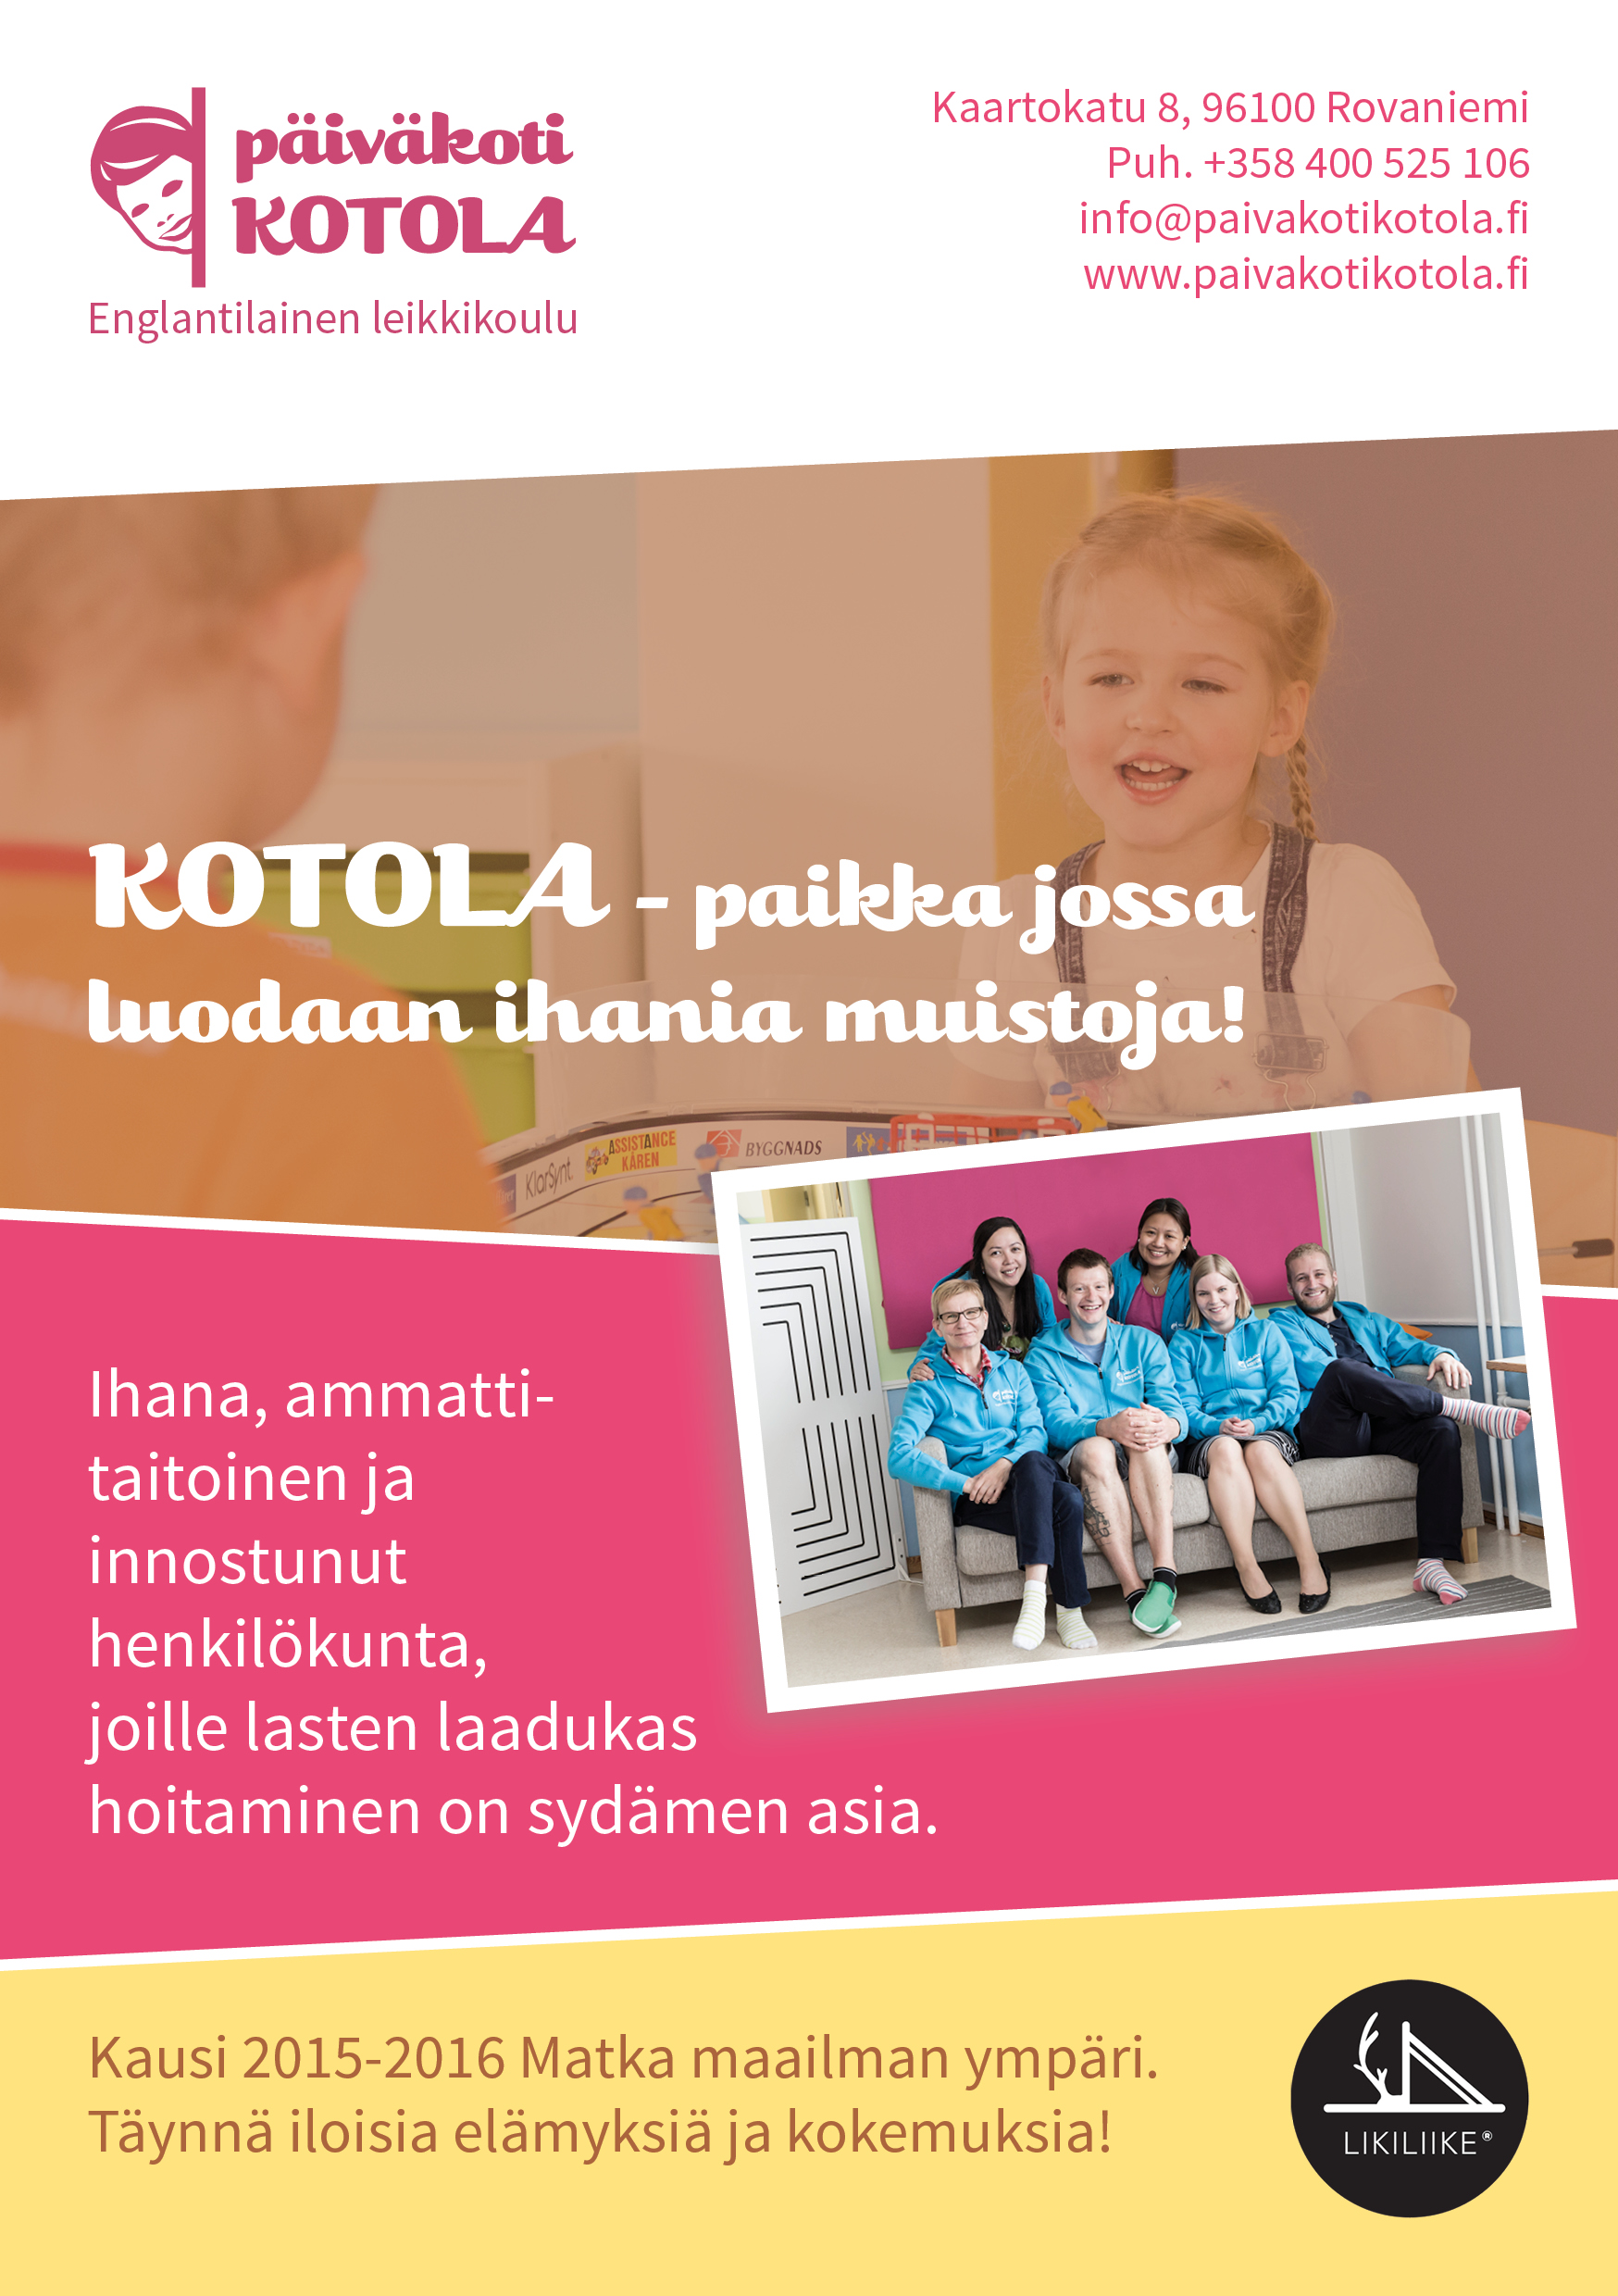 päiväkoti
KOTOLA
Englantilainen leikkikoulu
Kaartokatu 8, 96100 Rovaniemi
Puh. +358 400 525 106
info@paivakotikotola.fi
www.paivakotikotola.fi
KOTOLA - paikka jossa
luodaan ihania muistoja!
KlarSynt.
ASSISTANCE
KÅREN
BYGGNADS
Ihana, ammatti-
taitoinen ja
innostunut
henkilökunta,
joille lasten laadukas
hoitaminen on sydämen asia.
Kausi 2015-2016 Matka maailman ympäri.
Täynnä iloisia elämyksiä ja kokemuksia!
LIKILIIKE®